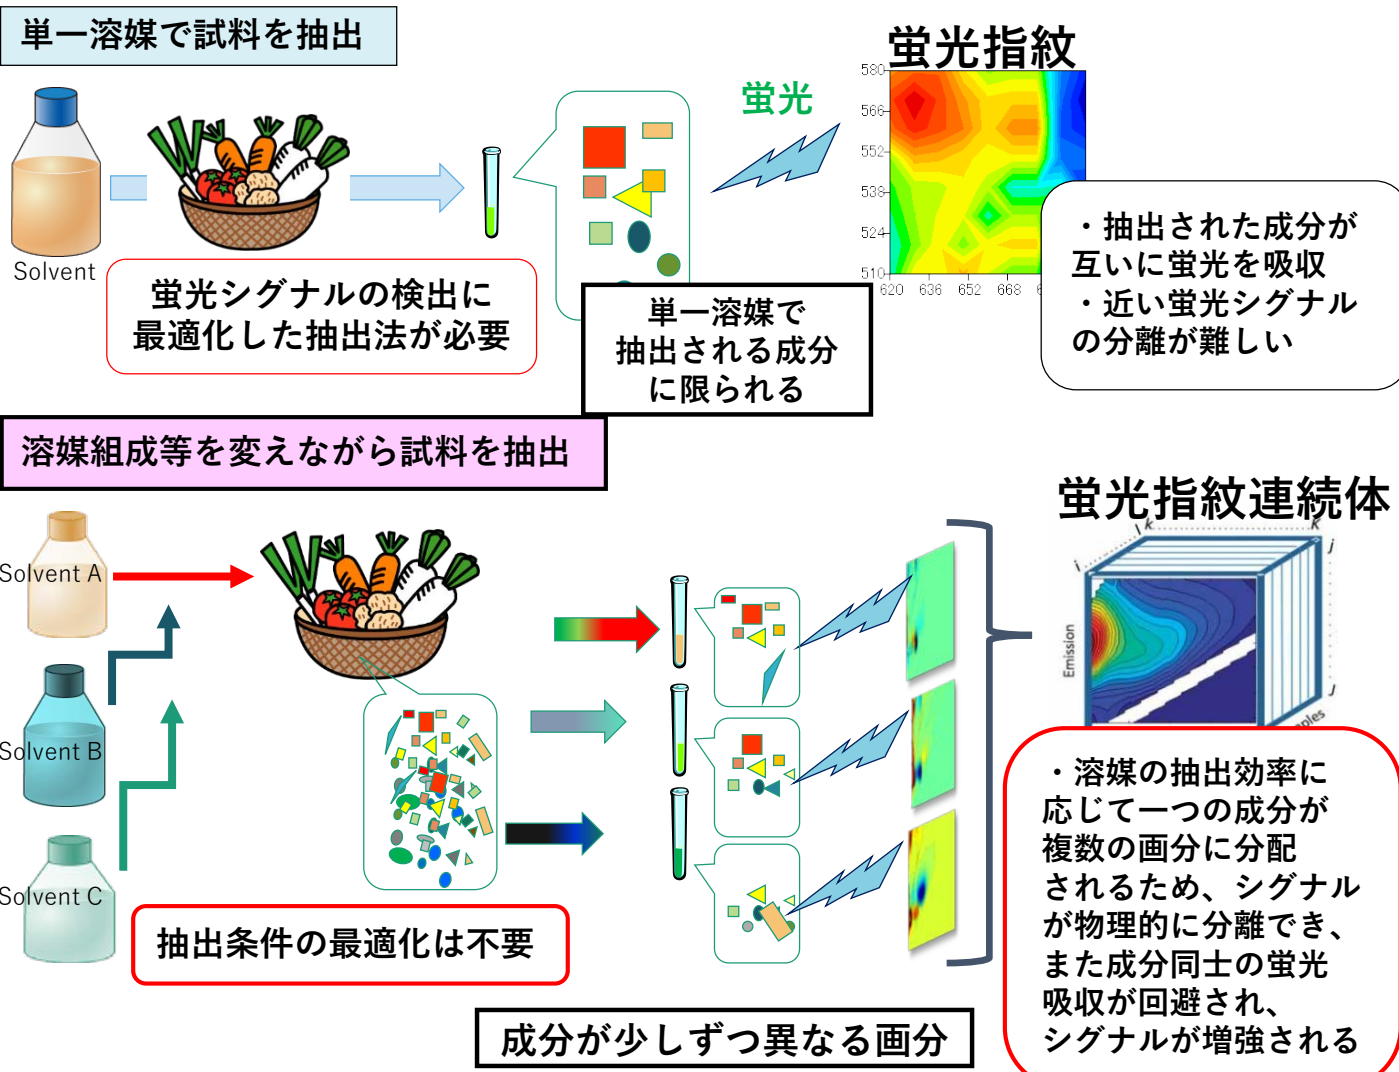 単一溶媒で試料を抽出
蛍光指紋
蛍光
580
566
552
538
524
510
620 636 652 668
Solvent
蛍光シグナルの検出に
最適化した抽出法が必要
単一溶媒で
抽出される成分
に限られる
・抽出された成分が
互いに蛍光を吸収
・近い蛍光シグナル
の分離が難しい
溶媒組成等を変えながら試料を抽出
蛍光指紋連続体
k
K
i
j
J
Emission
Solvent A
Solvent B
Solvent C
抽出条件の最適化は不要
・溶媒の抽出効率に
応じて一つの成分が
複数の画分に分配
されるため、シグナル
が物理的に分離でき、
また成分同士の蛍光
吸収が回避され、
シグナルが増強される
成分が少しずつ異なる画分